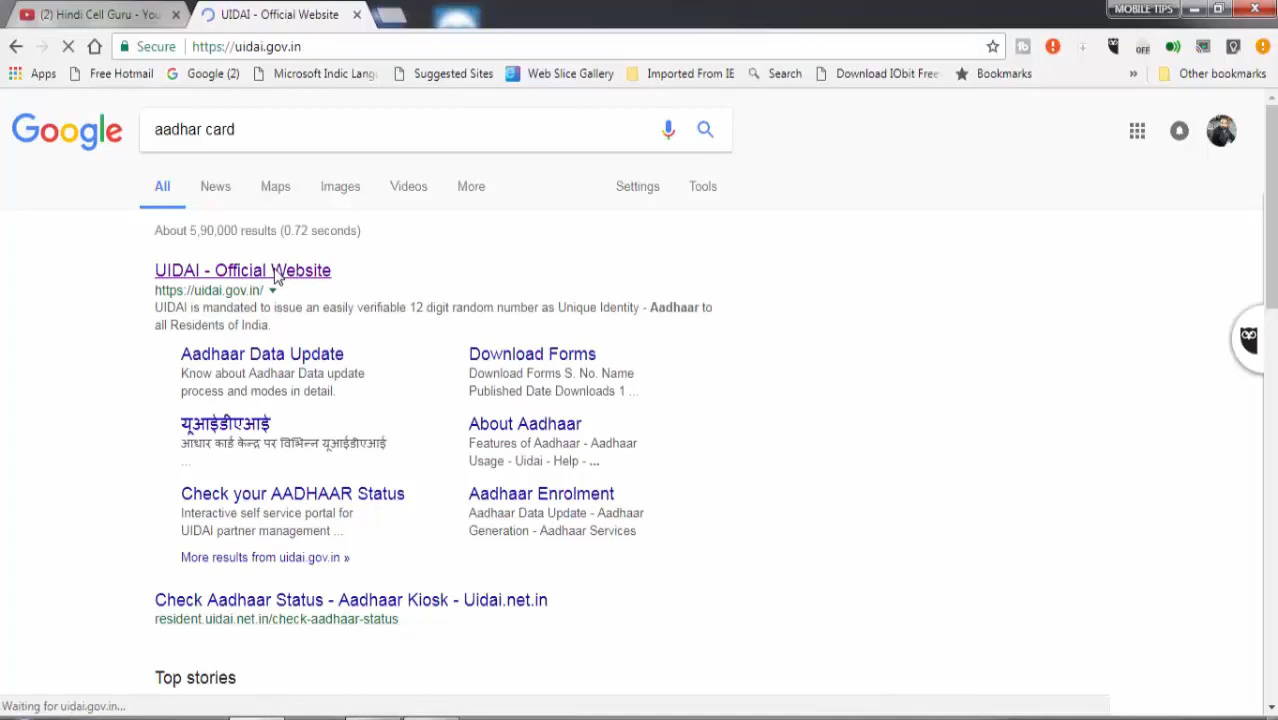 (2) Hindi Cell Guru - You
UIDAI - Official Website
MOBILE TIPS
Secure
https://uidai.gov.in
OFF
Apps
Free Hotmail
Google (2)
Microsoft Indic Langu
Suggested Sites
Web Slice Gallery
Imported From IE
Search
Download IObit Free
Bookmarks
»
Other bookmarks
Google
aadhar card
All
News
Maps
Images
Videos
More
Settings
Tools
About 5,90,000 results (0.72 seconds)
UIDAI - Official Website
https://uidai.gov.in/
UIDAI is mandated to issue an easily verifiable 12 digit random number as Unique Identity - Aadhaar to
all Residents of India.
Aadhaar Data Update
Know about Aadhaar Data update
process and modes in detail.
Download Forms
Download Forms S. No. Name
Published Date Downloads 1 ...
यूआईडीएआई
आधार कार्ड केन्द्र पर विभिन्न यूआईडीएआई
...
About Aadhaar
Features of Aadhaar - Aadhaar
Usage - Uidai - Help - ...
Check your AADHAAR Status
Interactive self service portal for
UIDAI partner management ...
Aadhaar Enrolment
Aadhaar Data Update - Aadhaar
Generation - Aadhaar Services
More results from uidai.gov.in »
Check Aadhaar Status - Aadhaar Kiosk - Uidai.net.in
resident.uidai.net.in/check-aadhaar-status
Top stories
Waiting for uidai.gov.in...